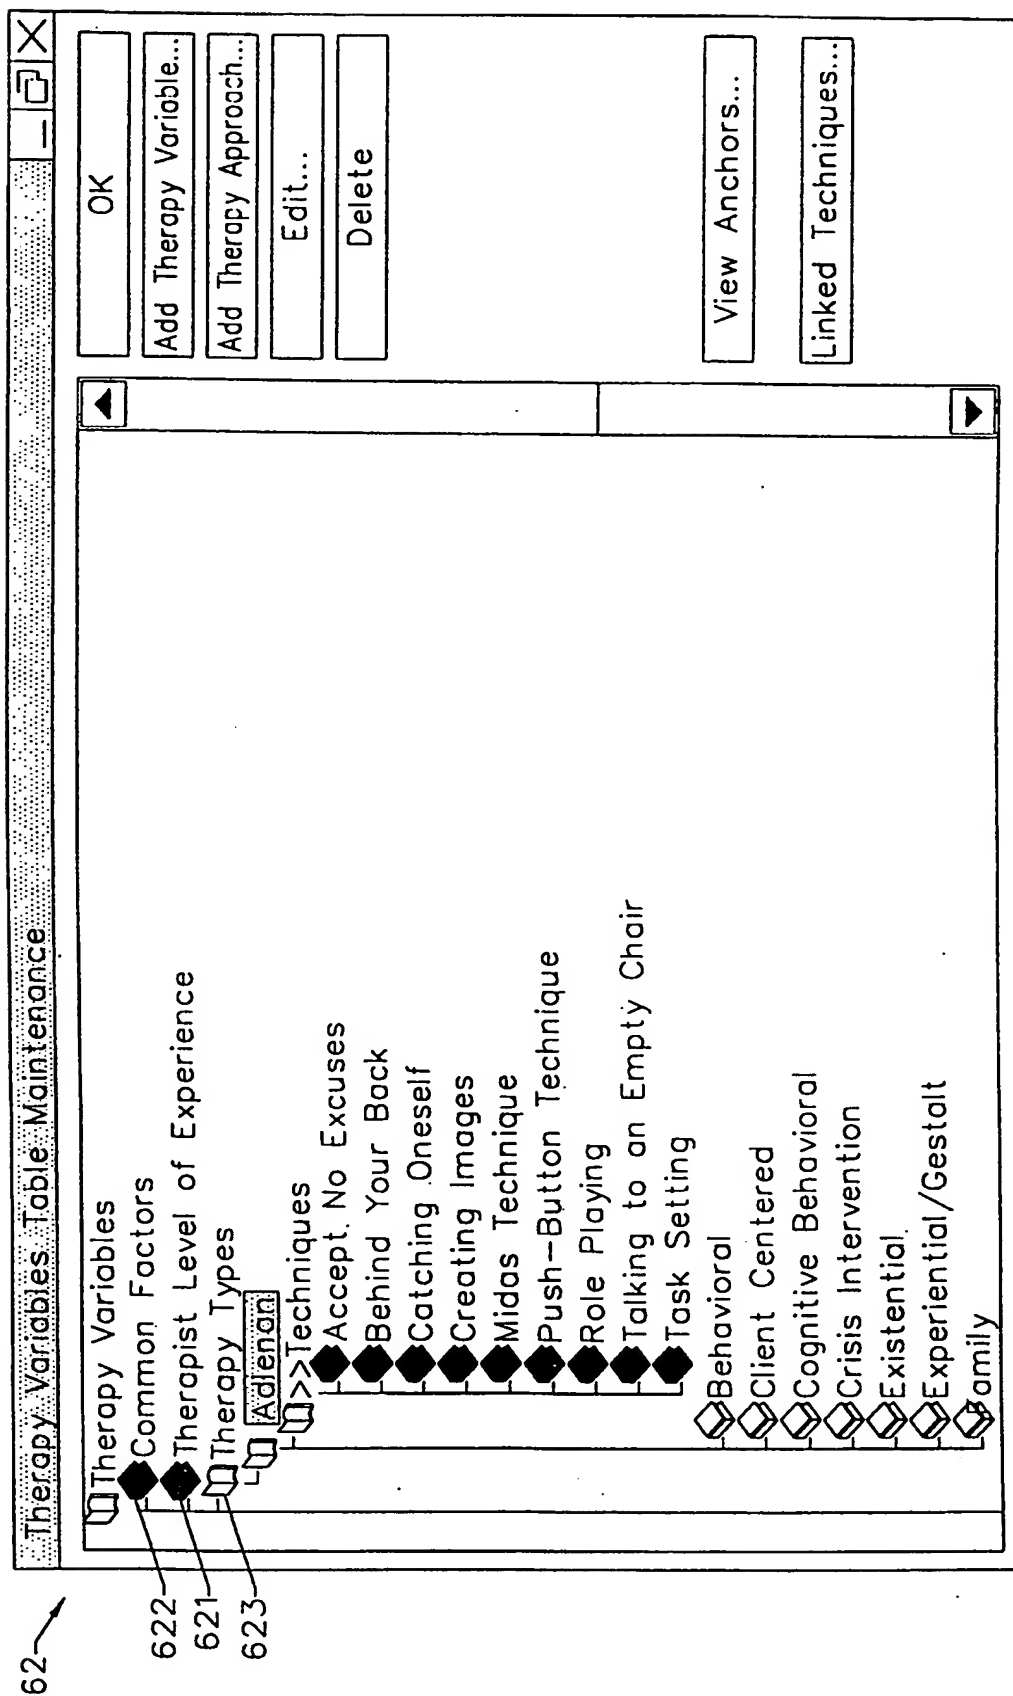 62
Therapy Variables Table Maintenance
Therapy Variables
622
Common Factors
621
Therapist Level of Experience
623
Therapy Types
Adlenan
>>Techniques
Accept No Excuses
Behind Your Back
Catching Oneself
Creating Images
Midas Technique
Push-Button Technique
Role Playing
Talking to an Empty Chair
Task Setting
Behavioral
Client Centered
Cognitive Behavioral
Crisis Intervention
Existential
Experiential/Gestalt
Family
OK
Add Therapy Variable...
Add Therapy Approach...
Edit...
Delete
View Anchors...
Linked Techniques...